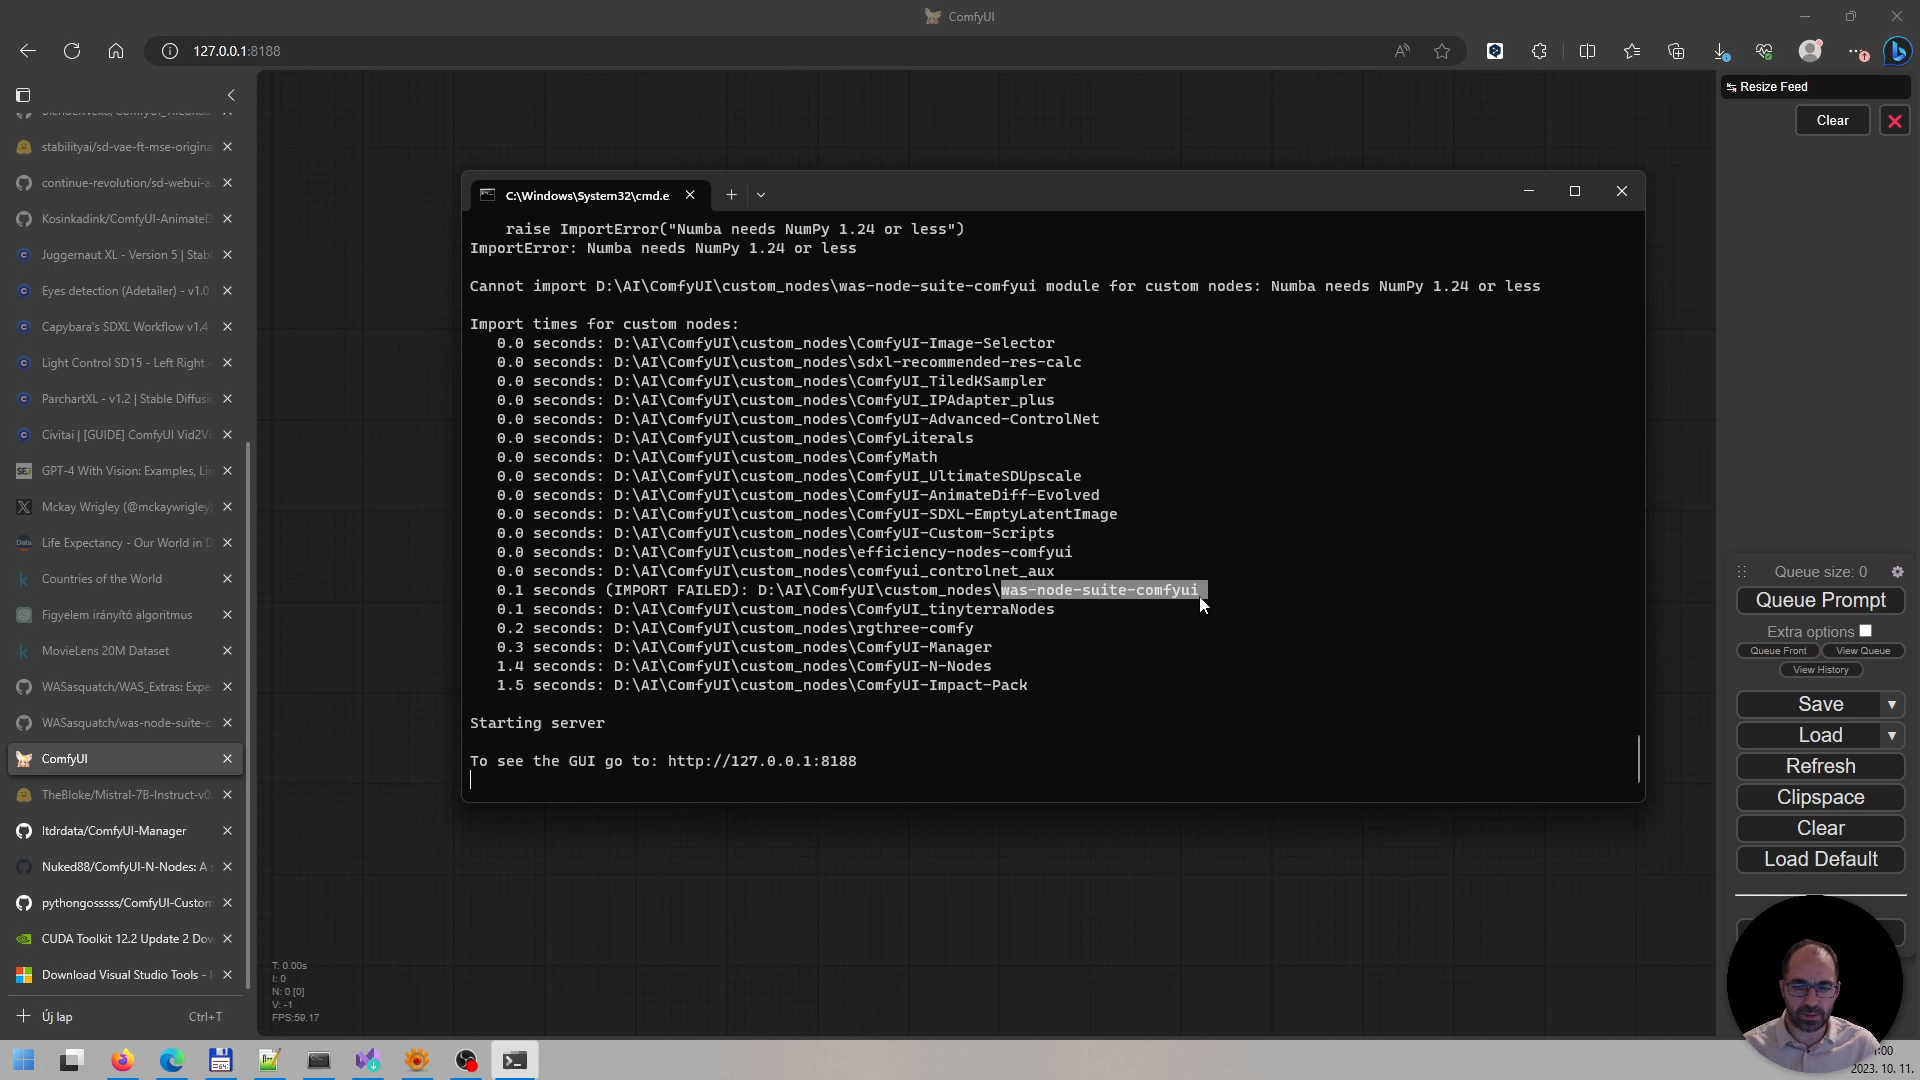 ComfyUI
127.0.0.1:8188
stabilityai/sd-vae-ft-mse-origina
continue-revolution/sd-webui-a
Kosinkadink/ComfyUI-AnimateD
Juggernaut XL - Version 5 | Stabl
Eyes detection (Adetailer) - v1.0
Capybara's SDXL Workflow v1.4
Light Control SD15 - Left Right -
ParchartXL - v1.2 | Stable Diffusi
Civitai | [GUIDE] ComfyUI Vid2Vi
GPT-4 With Vision: Examples, Lin
Mckay Wrigley (@mckaywrigley)
Life Expectancy - Our World in D
Countries of the World
Figyelem irányító algoritmus
MovieLens 20M Dataset
WASasquatch/WAS_Extras: Expe
WASasquatch/was-node-suite-c
ComfyUI
TheBloke/Mistral-7B-Instruct-v0.
ltdrdata/ComfyUI-Manager
Nuked88/ComfyUI-N-Nodes: A s
pythongosssss/ComfyUI-Custom
CUDA Toolkit 12.2 Update 2 Dow
Download Visual Studio Tools - I
Új lap Ctrl+T
C:\Windows\System32\cmd.e
raise ImportError("Numba needs NumPy 1.24 or less")
ImportError: Numba needs NumPy 1.24 or less
Cannot import D:\AI\ComfyUI\custom_nodes\was-node-suite-comfyui module for custom nodes: Numba needs NumPy 1.24 or less
Import times for custom nodes:
0.0 seconds: D:\AI\ComfyUI\custom_nodes\ComfyUI-Image-Selector
0.0 seconds: D:\AI\ComfyUI\custom_nodes\sdxl-recommended-res-calc
0.0 seconds: D:\AI\ComfyUI\custom_nodes\ComfyUI_TiledKSampler
0.0 seconds: D:\AI\ComfyUI\custom_nodes\ComfyUI_IPAdapter_plus
0.0 seconds: D:\AI\ComfyUI\custom_nodes\ComfyUI-Advanced-ControlNet
0.0 seconds: D:\AI\ComfyUI\custom_nodes\ComfyLiterals
0.0 seconds: D:\AI\ComfyUI\custom_nodes\ComfyMath
0.0 seconds: D:\AI\ComfyUI\custom_nodes\ComfyUI_UltimateSDUpscale
0.0 seconds: D:\AI\ComfyUI\custom_nodes\ComfyUI-AnimateDiff-Evolved
0.0 seconds: D:\AI\ComfyUI\custom_nodes\ComfyUI-SDXL-EmptyLatentImage
0.0 seconds: D:\AI\ComfyUI\custom_nodes\ComfyUI-Custom-Scripts
0.0 seconds: D:\AI\ComfyUI\custom_nodes\efficiency-nodes-comfyui
0.0 seconds: D:\AI\ComfyUI\custom_nodes\comfyui_controlnet_aux
0.1 seconds (IMPORT FAILED): D:\AI\ComfyUI\custom_nodes\was-node-suite-comfyui
0.1 seconds: D:\AI\ComfyUI\custom_nodes\ComfyUI_tinyterraNodes
0.2 seconds: D:\AI\ComfyUI\custom_nodes\rgthree-comfy
0.3 seconds: D:\AI\ComfyUI\custom_nodes\ComfyUI-Manager
1.4 seconds: D:\AI\ComfyUI\custom_nodes\ComfyUI-N-Nodes
1.5 seconds: D:\AI\ComfyUI\custom_nodes\ComfyUI-Impact-Pack
Starting server
To see the GUI go to: http://127.0.0.1:8188
T: 0.00s
I: 0
N: 0 [0]
V: -1
FPS:59.17
Resize Feed
Clear
Queue size: 0
Queue Prompt
Extra options
Queue Front View Queue
View History
Save
Load
Refresh
Clipspace
Clear
Load Default
:00
2023. 10. 11.